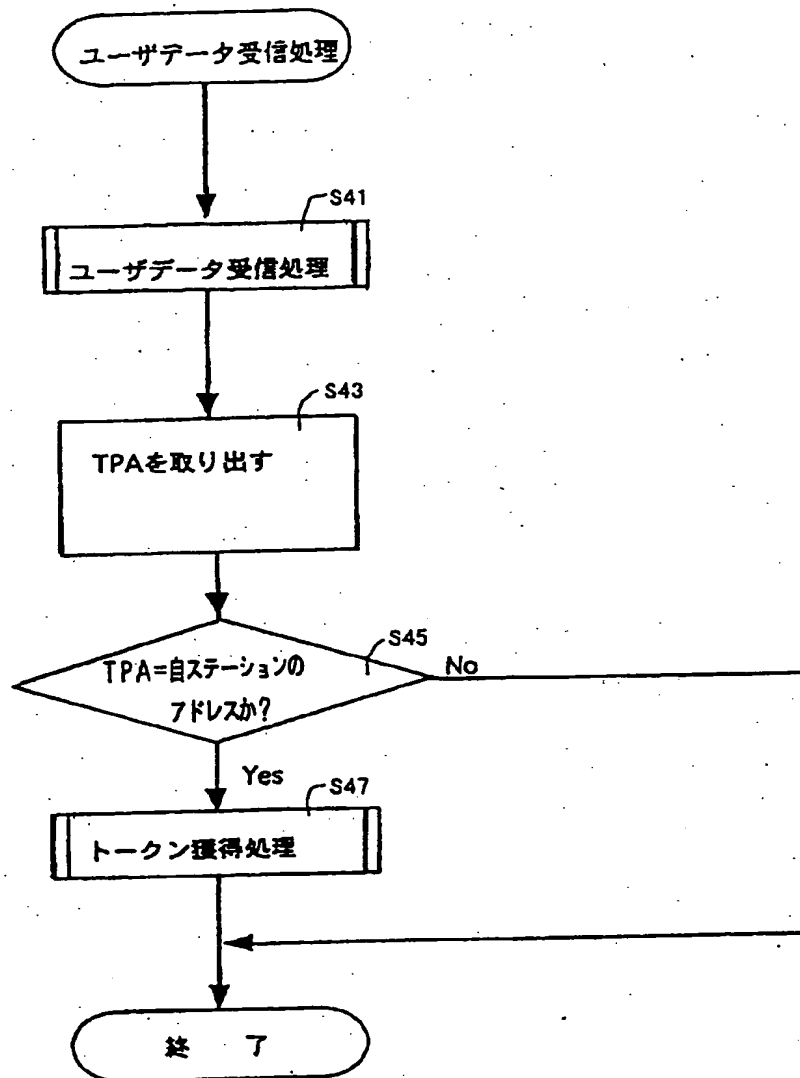 ユーザデータ受信処理
S41
ユーザデータ受信処理
S43
TPAを取り出す
S45
TPA=自ステーションの
アドレスか?
No
Yes
S47
トークン獲得処理
終 了